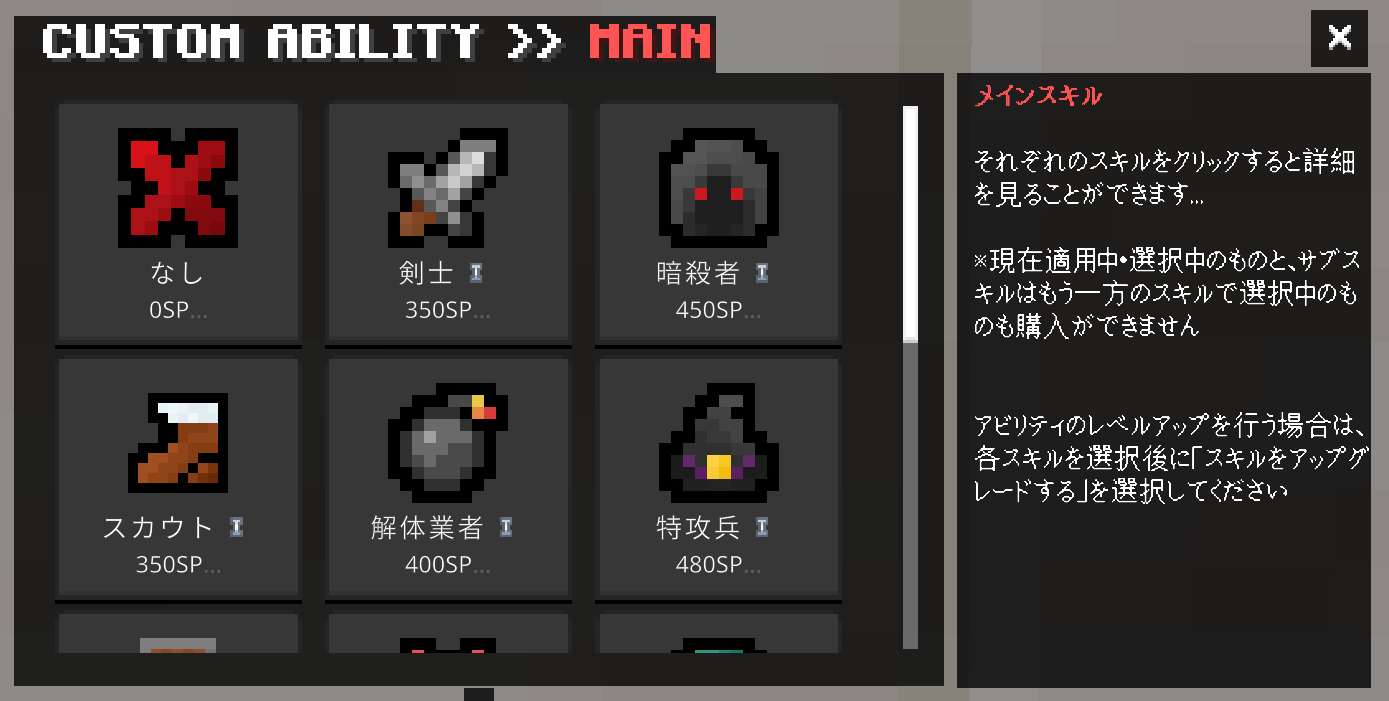 CUSTOM ABILITY >> MAIN
×
なし
0SP...
剣士 I
350SP...
暗殺者 I
450SP...
スカウト I
350SP...
解体業者 I
400SP...
特攻兵 I
480SP...
メインスキル
それぞれのスキルをクリックすると詳細
を見ることができます...
※現在適用中・選択中のものと、サブス
キルはもう一方のスキルで選択中のも
のも購入ができません
アビリティのレベルアップを行う場合は、
各スキルを選択後に「スキルをアップグ
レードする」を選択してください